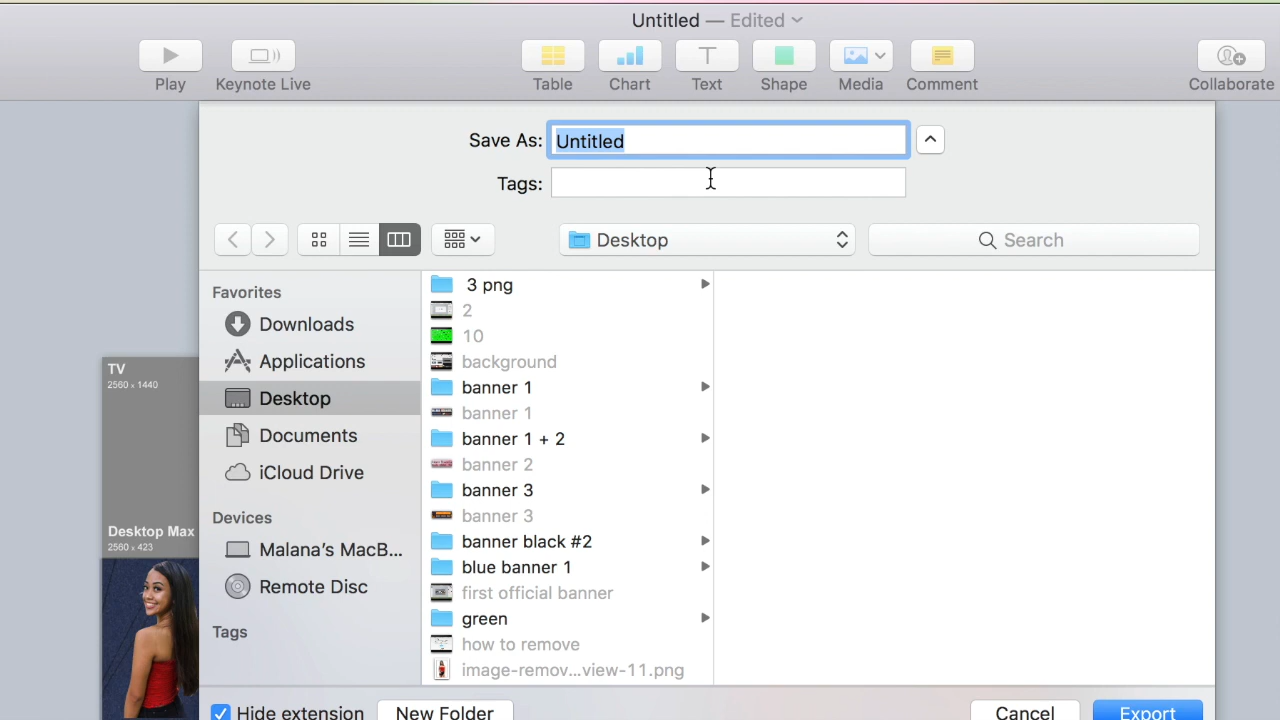 Untitled — Edited
Play
Keynote Live
Table
Chart
Text
Shape
Media
Comment
Collaborate
Save As: Untitled
Tags:
Desktop
Search
Favorites
Downloads
Applications
Desktop
Documents
iCloud Drive
Devices
Malana's MacB...
Remote Disc
Tags
3 png
2
10
background
banner 1
banner 1
banner 1 + 2
banner 2
banner 3
banner 3
banner black #2
blue banner 1
first official banner
green
how to remove
image-remov...view-11.png
TV
2560 x 1440
Desktop Max
2560 x 423
Hide extension
New Folder
Cancel
Export